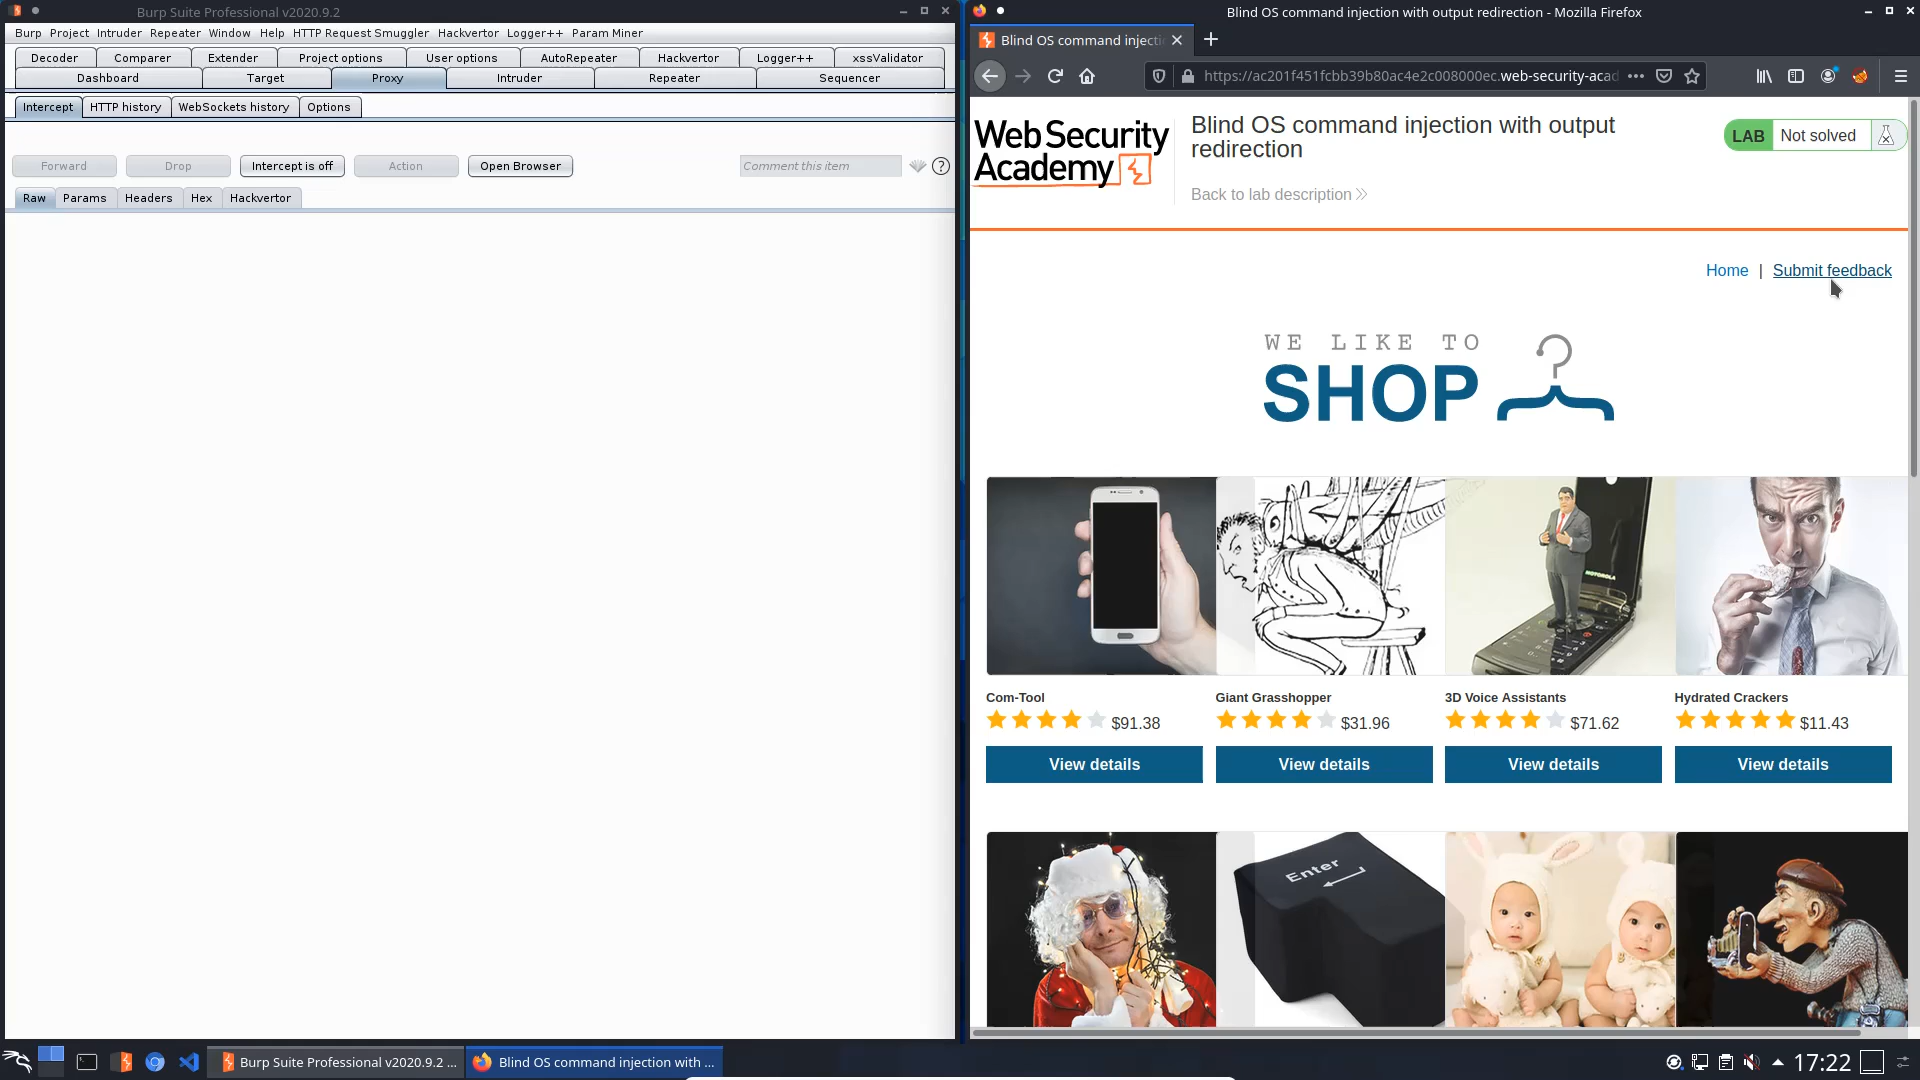 Burp Suite Professional v2020.9.2
Burp Project Intruder Repeater Window Help HTTP Request Smuggler Hackvertor Logger++ Param Miner
Decoder Comparer Extender Project options User options AutoRepeater Hackvertor Logger++ xssValidator
Dashboard Target Proxy Intruder Repeater Sequencer
Intercept HTTP history WebSockets history Options
Forward Drop Intercept is off Action Open Browser Comment this item ?
Raw Params Headers Hex Hackvertor
Blind OS command injection with output redirection - Mozilla Firefox
Blind OS command injecti
https://ac201f451fcbb39b80ac4e2c008000ec.web-security-acad
Web Security
Academy
Blind OS command injection with output
redirection
Back to lab description
LAB Not solved
Home | Submit feedback
WE LIKE TO
SHOP
MOTOROLA
Com-Tool Giant Grasshopper 3D Voice Assistants Hydrated Crackers
$91.38 $31.96 $71.62 $11.43
View details View details View details View details
Enter
Burp Suite Professional v2020.9.2 ... Blind OS command injection with ... 17:22